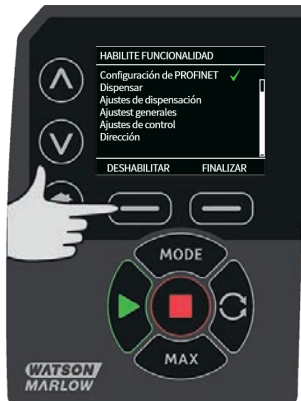 HABILITE FUNCIONALIDAD
Configuración de PROFINET ✓
Dispensar
Ajustes de dispensación
Ajustest generales
Ajustes de control
Dirección
DESHABILITAR FINALIZAR
MODE
MAX
WATSON
MARLOW